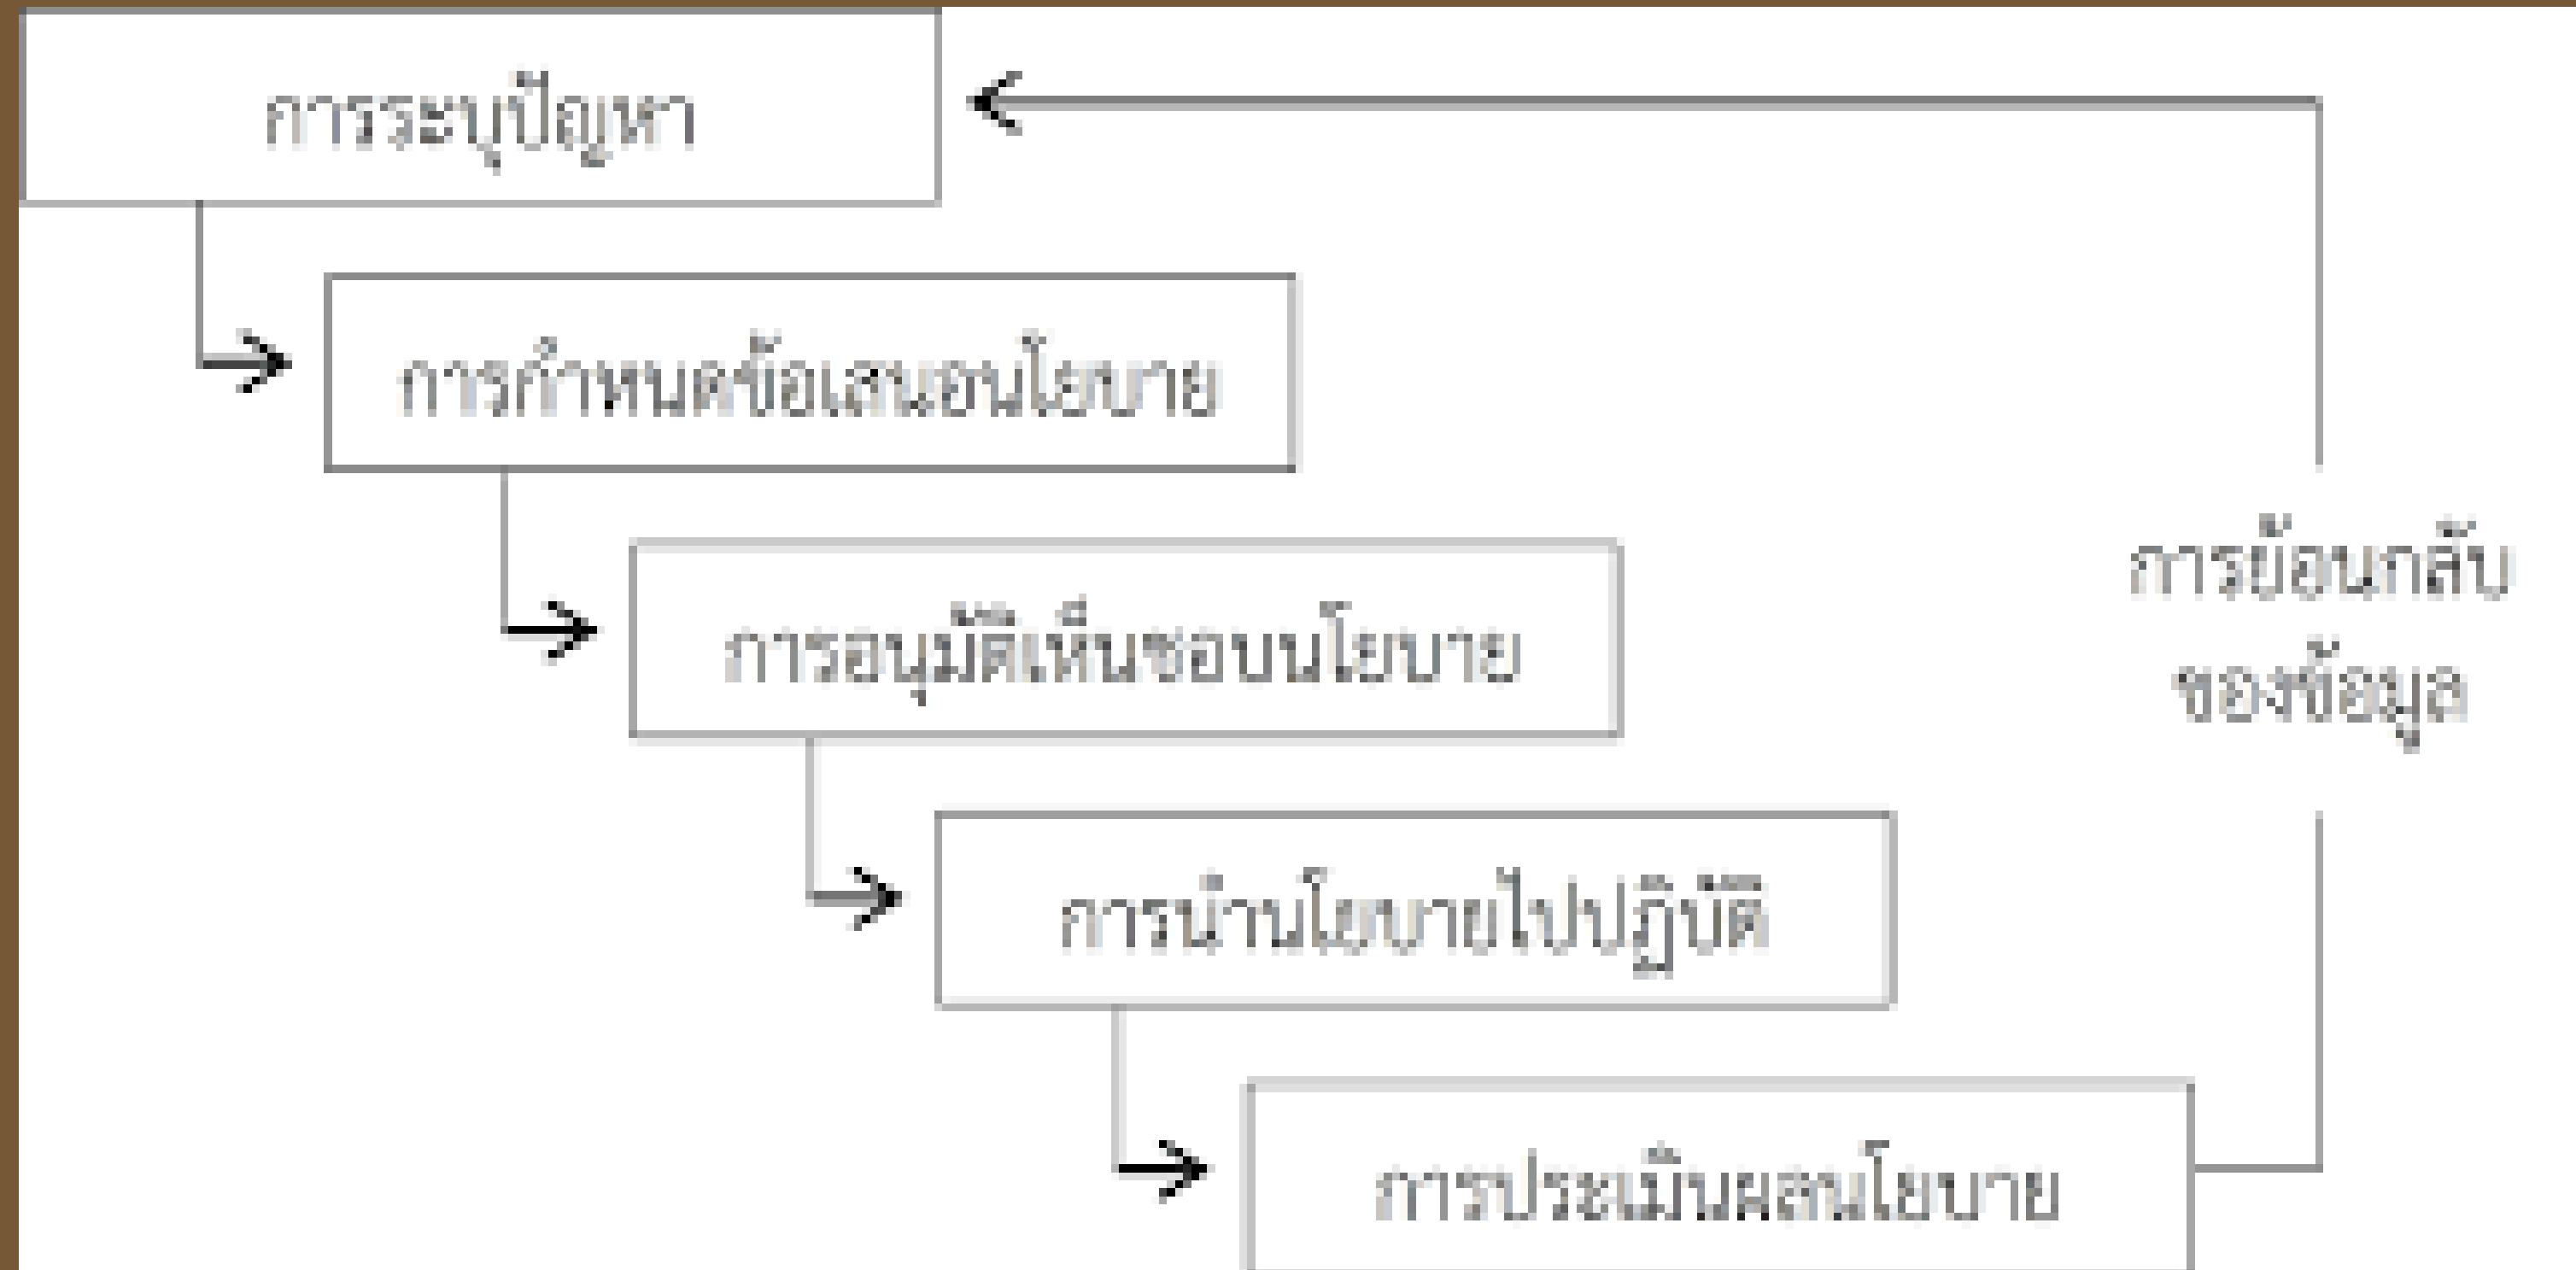 การระบุปัญหา
การกำหนดข้อเสนอนโยบาย
การอนุมัติเห็นชอบนโยบาย
การย้อนกลับ
ของข้อมูล
การนำนโยบายไปปฏิบัติ
การประเมินผลนโยบาย